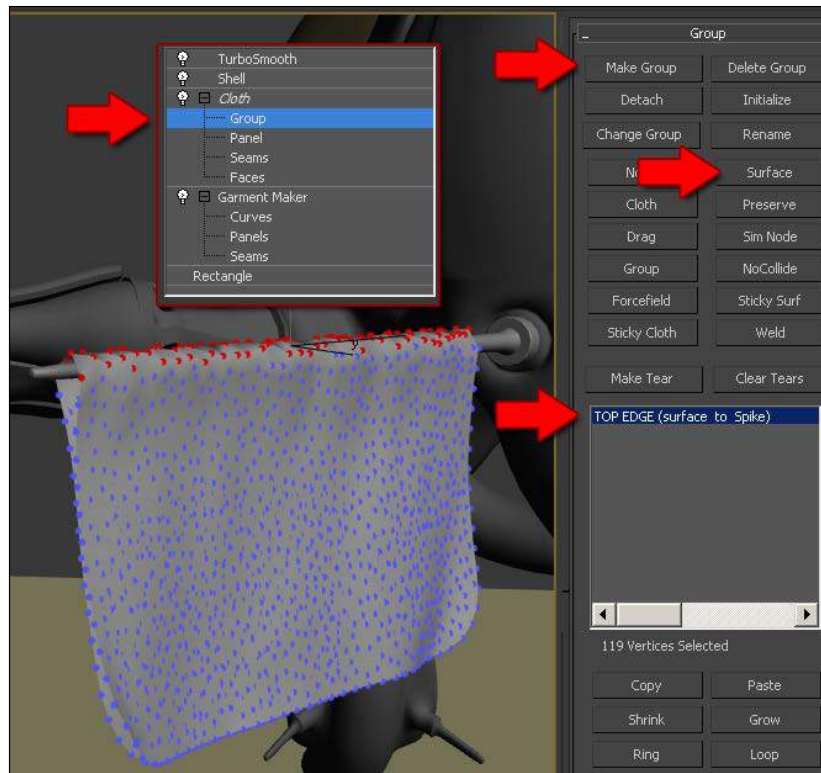 TurboSmooth
Shell
Cloth
Group
Panel
Seams
Faces
Garment Maker
Curves
Panels
Seams
Rectangle
- Group
Make Group Delete Group
Detach Initialize
Change Group Rename
Surface
Cloth Preserve
Drag Sim Node
Group NoCollide
Forcefield Sticky Surf
Sticky Cloth Weld
Make Tear Clear Tears
TOP EDGE (surface to Spike)
119 Vertices Selected
Copy Paste
Shrink Grow
Ring Loop